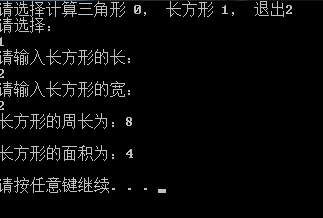 请选择计算三角形 0, 长方形 1, 退出2
请选择:
1
请输入长方形的长:
2
请输入长方形的宽:
2
长方形的周长为: 8
长方形的面积为: 4
请按任意键继续. . .